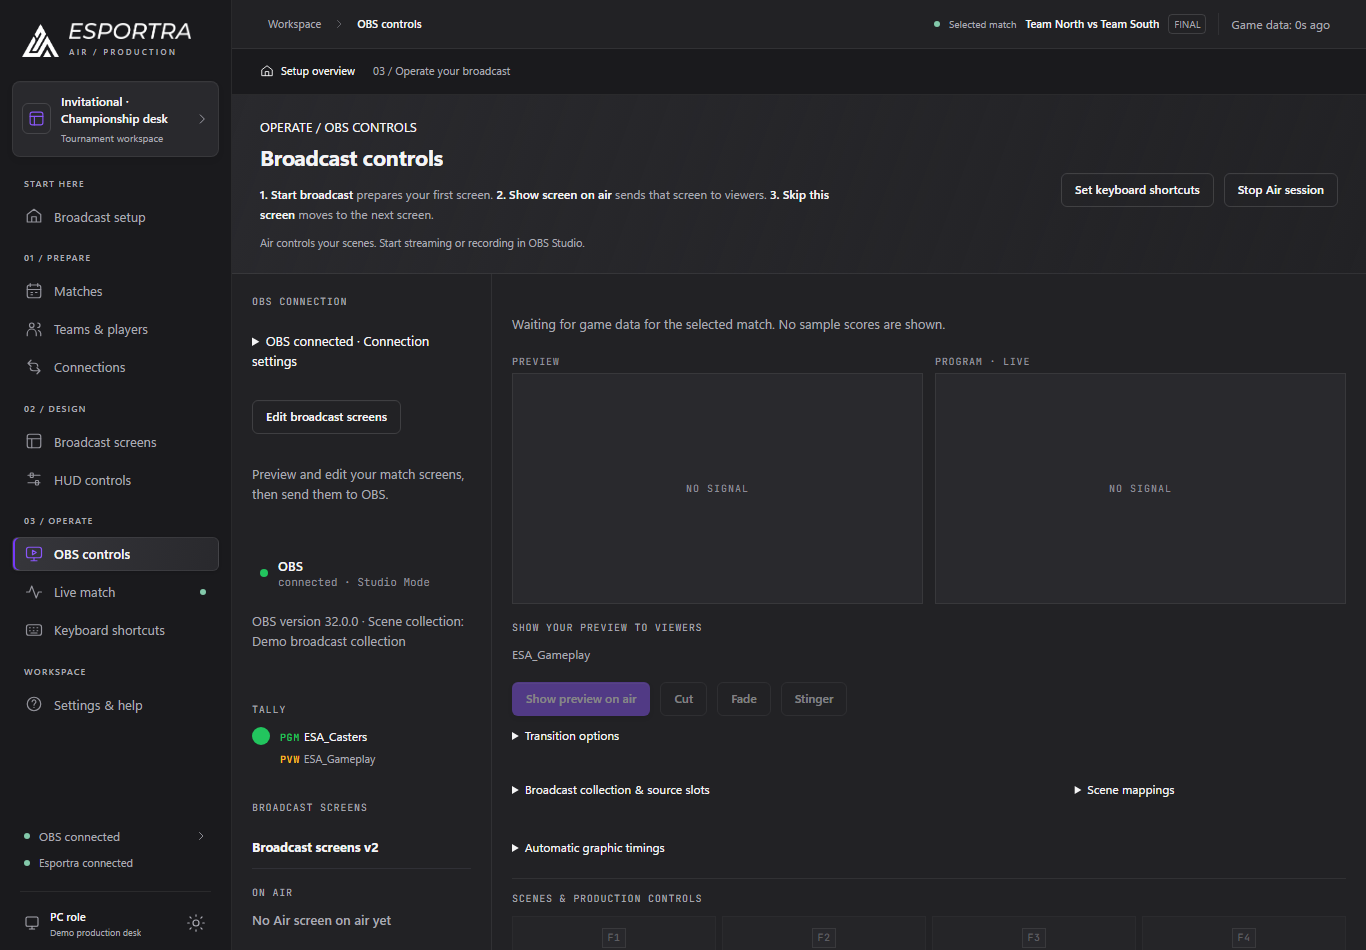 ESPORTRA
AIR / PRODUCTION
Invitational ·
Championship desk
Tournament workspace
START HERE
Broadcast setup
01 / PREPARE
Matches
Teams & players
Connections
02 / DESIGN
Broadcast screens
HUD controls
03 / OPERATE
OBS controls
Live match
Keyboard shortcuts
WORKSPACE
Settings & help
OBS connected
Esportra connected
PC role
Demo production desk
Workspace
OBS controls
Selected match
Team North vs Team South
FINAL
Game data: 0s ago
Setup overview
03 / Operate your broadcast
OPERATE / OBS CONTROLS
Broadcast controls
1. Start broadcast prepares your first screen. 2. Show screen on air sends that screen to viewers. 3. Skip this
screen moves to the next screen.
Air controls your scenes. Start streaming or recording in OBS Studio.
Set keyboard shortcuts
Stop Air session
OBS CONNECTION
OBS connected · Connection
settings
Edit broadcast screens
Preview and edit your match screens,
then send them to OBS.
OBS
connected · Studio Mode
OBS version 32.0.0 · Scene collection:
Demo broadcast collection
TALLY
PGM ESA_Casters
PVW ESA_Gameplay
BROADCAST SCREENS
Broadcast screens v2
ON AIR
No Air screen on air yet
Waiting for game data for the selected match. No sample scores are shown.
PREVIEW
NO SIGNAL
PROGRAM · LIVE
NO SIGNAL
SHOW YOUR PREVIEW TO VIEWERS
ESA_Gameplay
Show preview on air
Cut
Fade
Stinger
Transition options
Broadcast collection & source slots
Scene mappings
Automatic graphic timings
SCENES & PRODUCTION CONTROLS
F1
F2
F3
F4